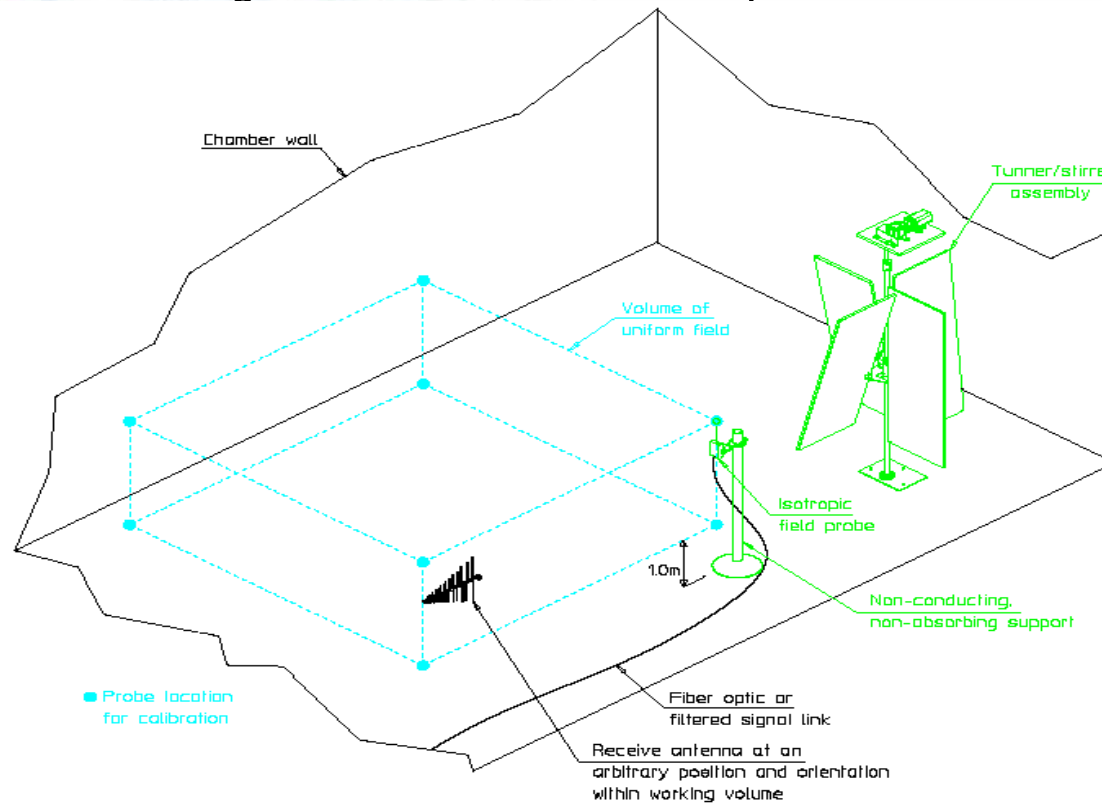 Chamber wall
Tunner/stirre
assembly
Volume of
uniform field
Isotropic
field probe
1.0m
Non-conducting,
non-absorbing support
Probe location
for calibration
Fiber optic or
filtered signal link
Receive antenna at an
arbitrary position and orientation
within working volume